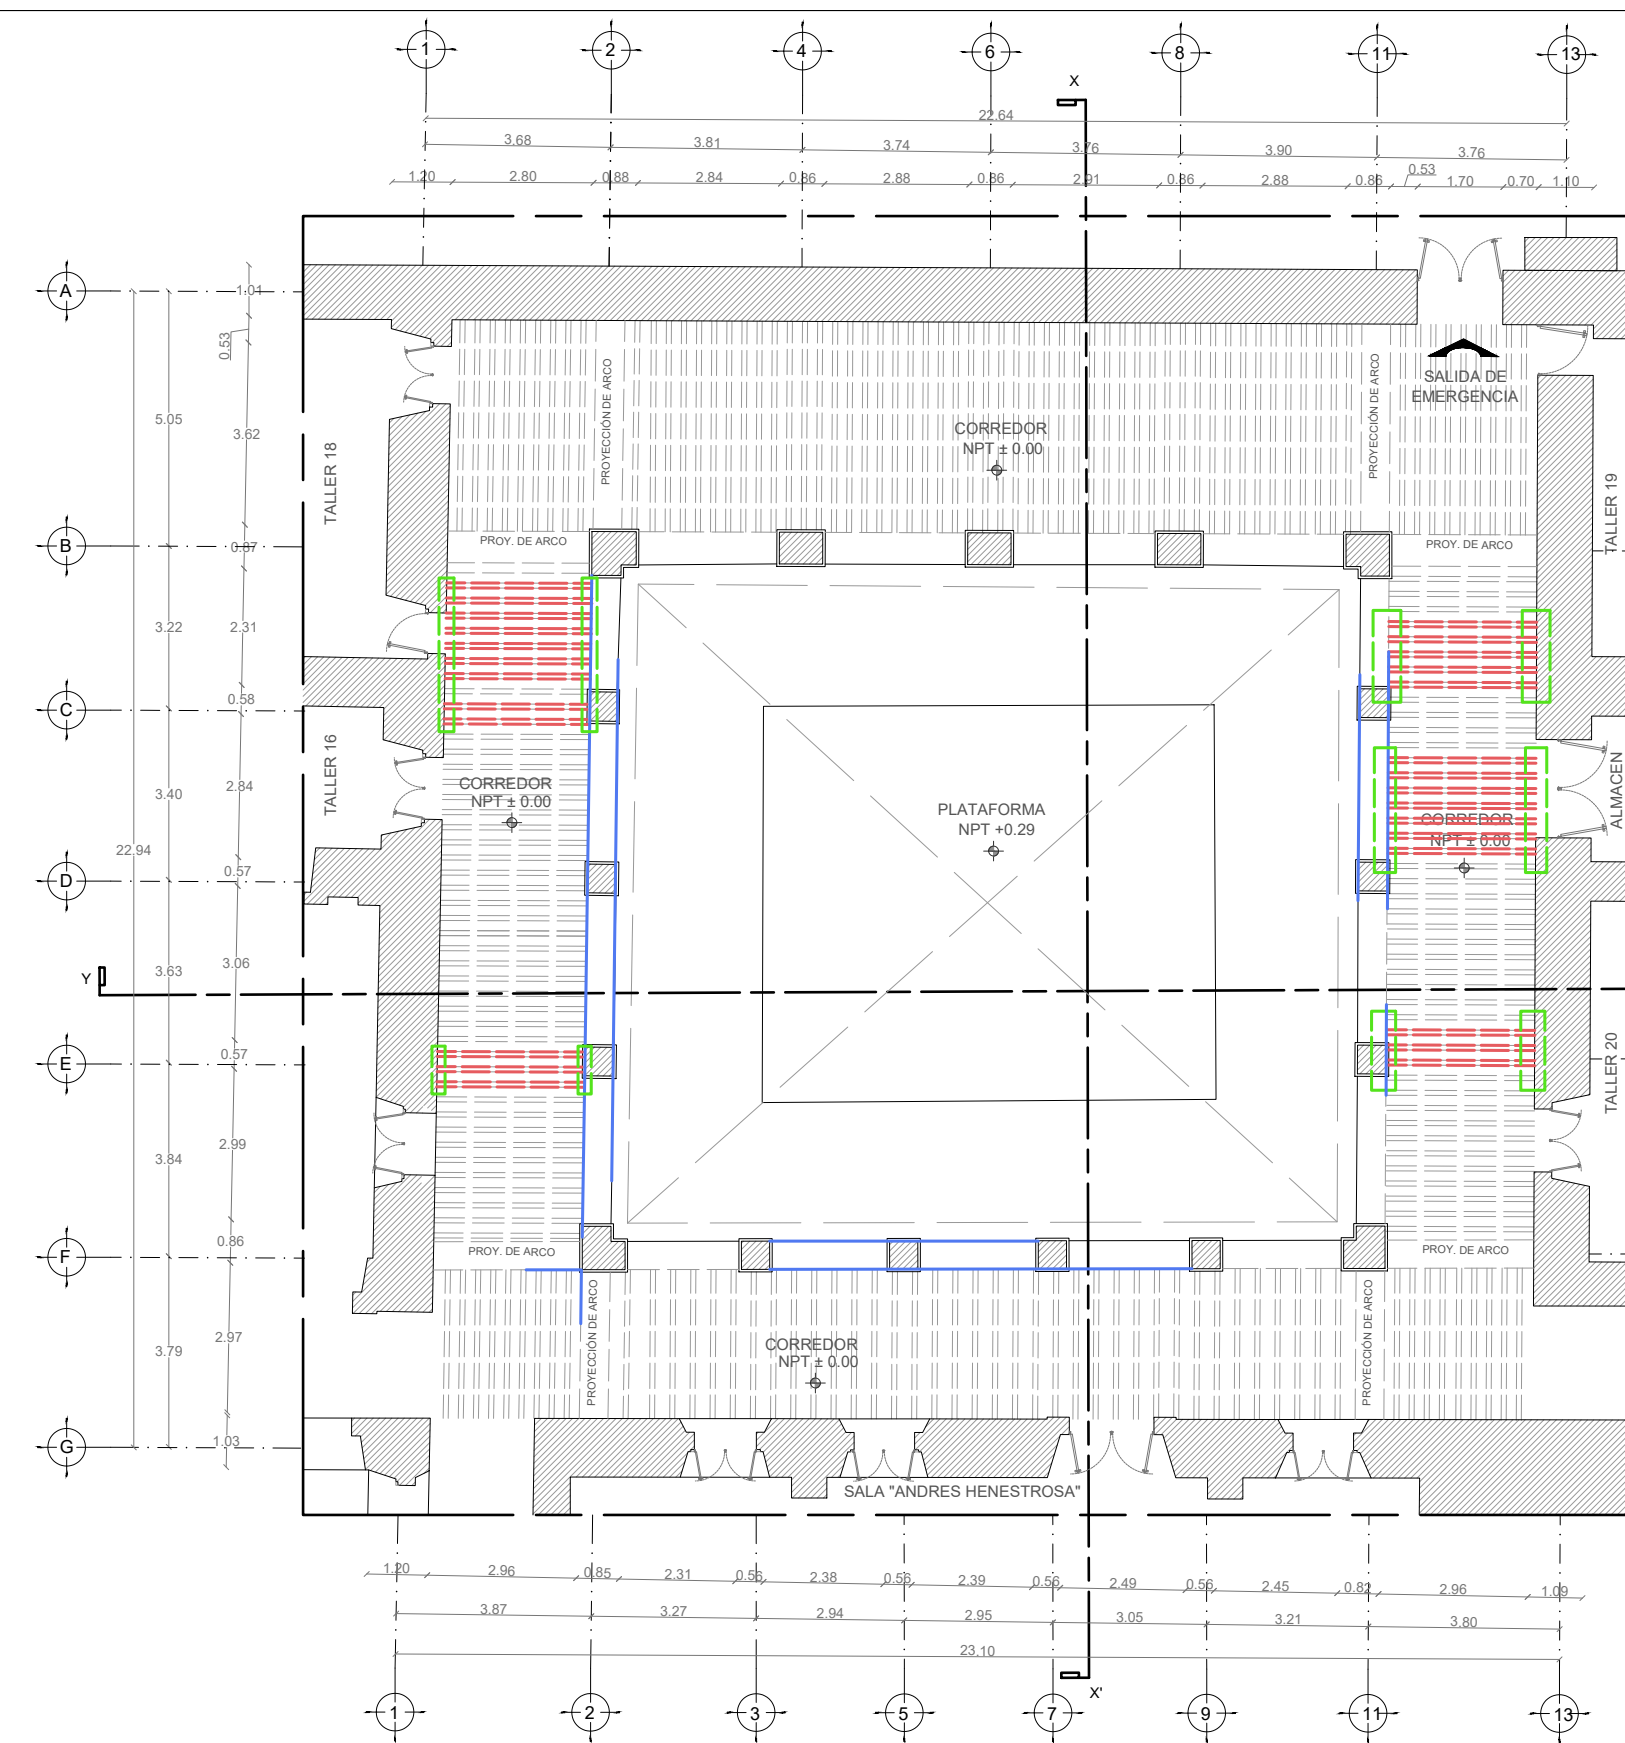 1 2 4 6 8 11 13
X
22.64
3.68 3.81 3.74 3.76 3.90 3.76
0.53
1.20 2.80 0.88 2.84 0.86 2.88 0.86 2.91 0.86 2.88 0.86 1.70 0.70 1.10
A
1.01
0.53
PROYECCIÓN DE ARCO
PROYECCIÓN DE ARCO
SALIDA DE
EMERGENCIA
5.05
3.62
CORREDOR
NPT ± 0.00
TALLER 18
TALLER 19
B
0.87
PROY. DE ARCO
PROY. DE ARCO
3.22
2.31
C
0.58
TALLER 16
ALMACEN
3.40
2.84
CORREDOR
NPT ± 0.00
PLATAFORMA
NPT +0.29
CORREDOR
NPT ± 0.00
22.94
D
0.57
Y
3.63
3.06
E
0.57
TALLER 20
3.84
2.99
F
0.86
PROY. DE ARCO
PROY. DE ARCO
PROYECCIÓN DE ARCO
PROYECCIÓN DE ARCO
3.79
2.97
CORREDOR
NPT ± 0.00
G
1.03
SALA "ANDRES HENESTROSA"
1.20 2.96 0.85 2.31 0.56 2.38 0.56 2.39 0.56 2.49 0.56 2.45 0.82 2.96 1.09
3.87 3.27 2.94 2.95 3.05 3.21 3.80
23.10
X'
1 2 3 5 7 9 11 13